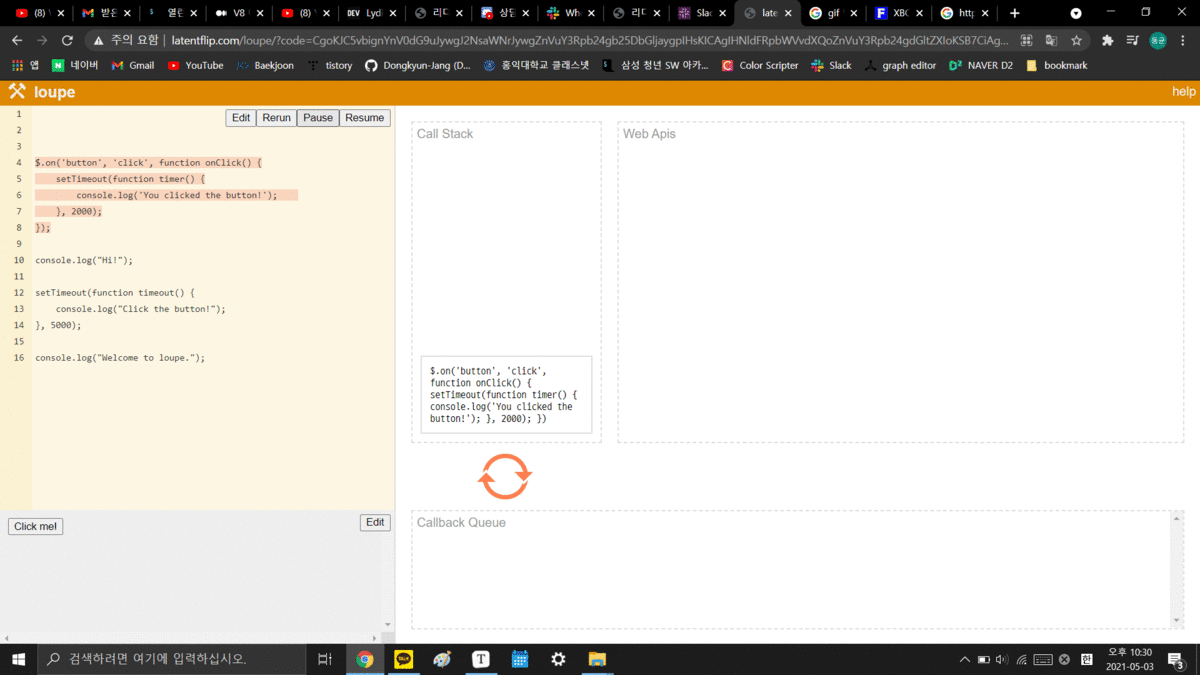 (8)
받은
열린
V8
(8)
DEV Lyd
리ㄷ
상담
Wh
리ㄷ
Slac
late
gif
XBC
http
주의 요함 | latentflip.com/loupe/?code=CgoKJC5vbignYnV0dG9uJywgJ2NsaWNrJywgZnVuY3Rpb24gb25DbGljaygpIHsKICAgIHNldFRpbWVvdXQoZnVuY3Rpb24gdGltZXIoKSB7CiAg...
앱
N 네이버
Gmail
YouTube
Baekjoon
tistory
Dongkyun-Jang (D...
홍익대학교 클래스넷
삼성 청년 SW 아카...
Color Scripter
Slack
graph editor
NAVER D2
bookmark
loupe
help
Edit Rerun Pause Resume
1
2
3
4 $.on('button', 'click', function onClick() {
5 setTimeout(function timer() {
6 console.log('You clicked the button!');
7 }, 2000);
8 });
9
10 console.log("Hi!");
11
12 setTimeout(function timeout() {
13 console.log("Click the button!");
14 }, 5000);
15
16 console.log("Welcome to loupe.");
Click me!
Edit
Call Stack
$.on('button', 'click',
function onClick() {
setTimeout(function timer() {
console.log('You clicked the
button!'); }, 2000); })
Web Apis
Callback Queue
검색하려면 여기에 입력하십시오.
TALK
T
한
오후 10:30
2021-05-03
3